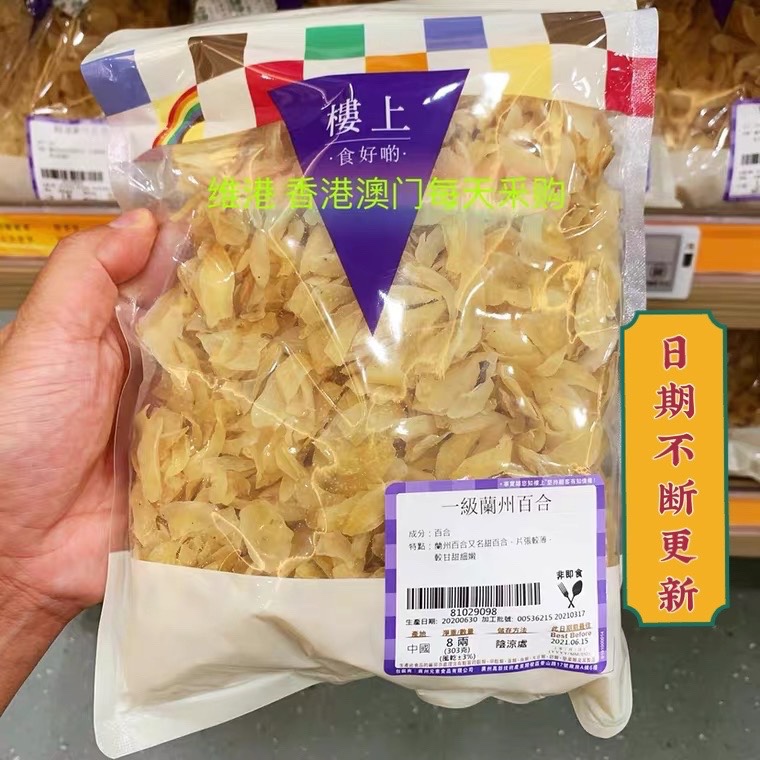 樓上
·食好啲·
维港 香港澳门每天采购
日期不断更新
一級蘭州百合
成分：百合
特點：蘭州百合又名甜百合，片張較薄，
較甘甜細嫩
非即食
81029098
生產日期: 20200630 加工批號: 00536215 20210317
產地 淨重/數量 儲存方法 此日期前最佳
Best Before
中國 8 兩 陰涼處 2021.06.15
(303克)
(風乾±3%)